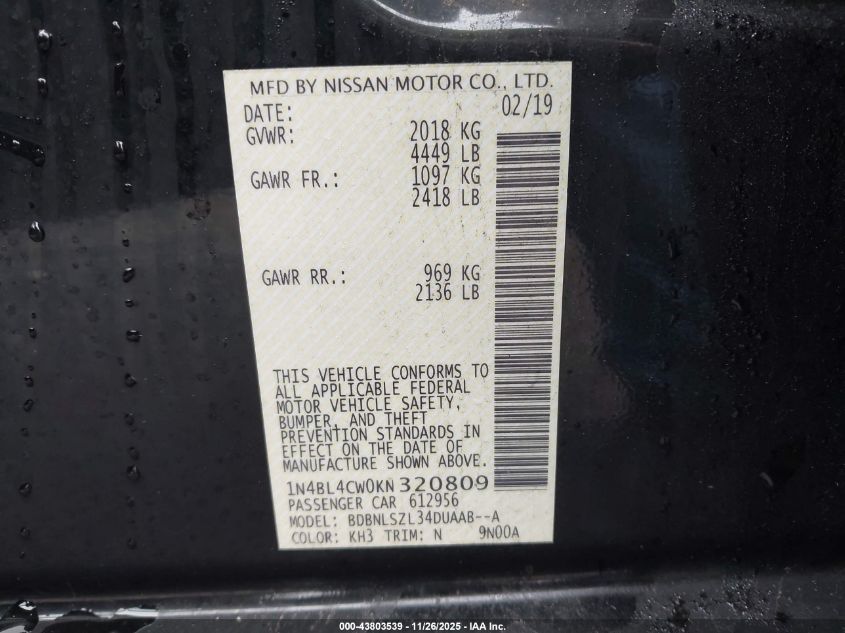 MFD BY NISSAN MOTOR CO., LTD.
DATE: 02/19
GVWR: 2018 KG
4449 LB
GAWR FR.: 1097 KG
2418 LB
GAWR RR.: 969 KG
2136 LB
THIS VEHICLE CONFORMS TO
ALL APPLICABLE FEDERAL
MOTOR VEHICLE SAFETY,
BUMPER, AND THEFT
PREVENTION STANDARDS IN
EFFECT ON THE DATE OF
MANUFACTURE SHOWN ABOVE.
1N4BL4CW0KN320809
PASSENGER CAR 612956
MODEL: BDBNLSZL34DUAAB--A
COLOR: KH3 TRIM: N 9N00A
000-43803539 - 11/26/2025 - IAA Inc.